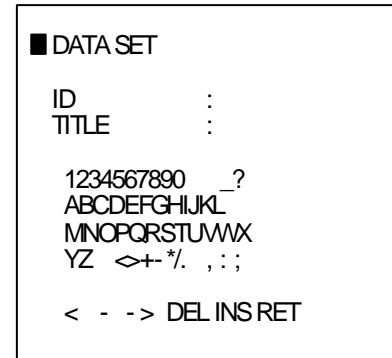 ■ DATA SET
ID :
TITLE :
1234567890 _?
ABCDEFGHIJKL
MNOPQRSTUVWX
YZ <>+-*/. , : ;
< - - > DEL INS RET